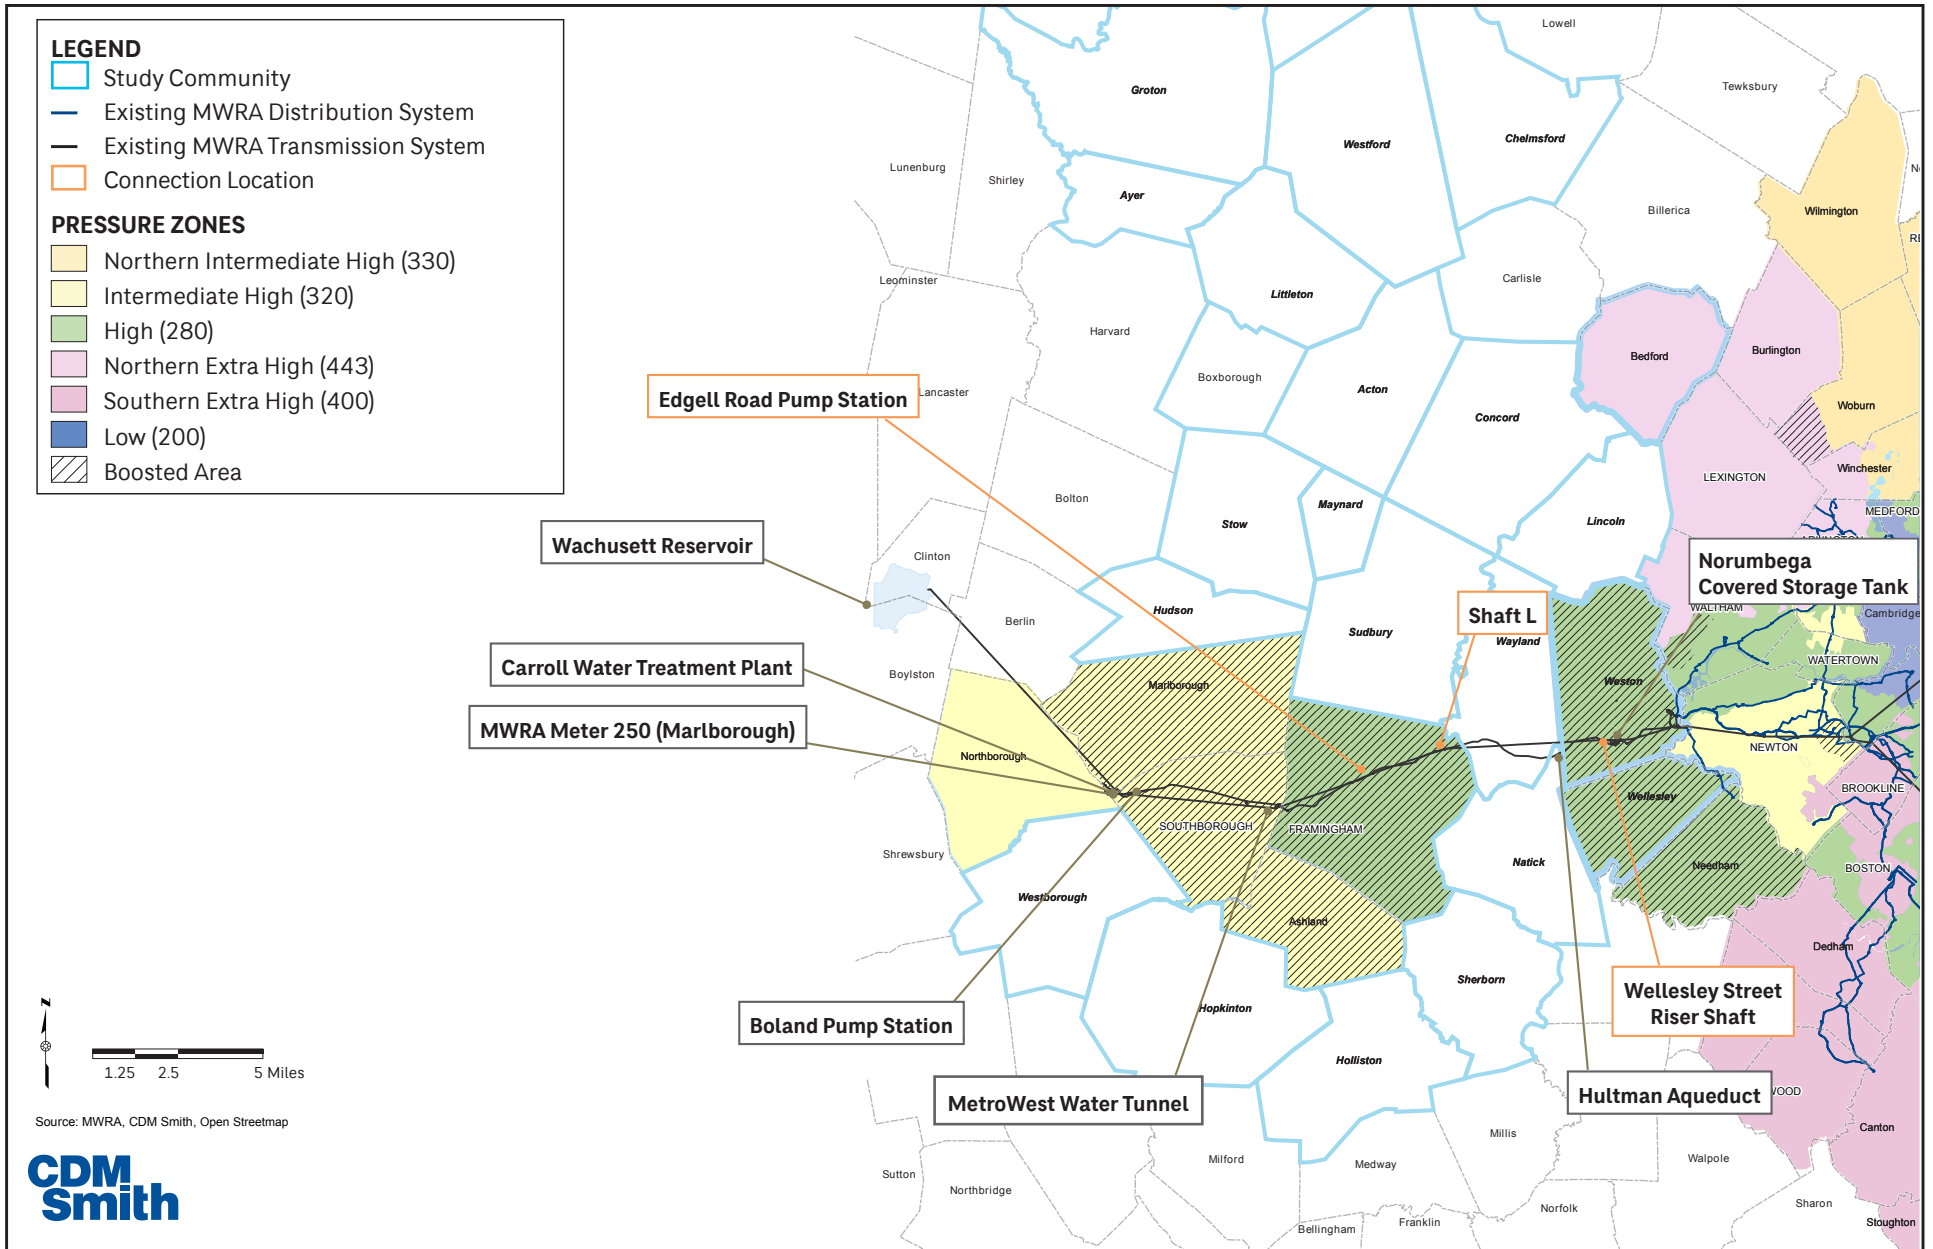 LEGEND
Study Community
Existing MWRA Distribution System
Existing MWRA Transmission System
Connection Location
PRESSURE ZONES
Northern Intermediate High (330)
Intermediate High (320)
High (280)
Northern Extra High (443)
Southern Extra High (400)
Low (200)
Boosted Area
Lowell
Tewksbury
Groton
Westford
Chelmsford
Lunenburg
Shirley
Ayer
Billerica
Wilmington
Leominster
Carlisle
Littleton
Harvard
Bedford
Burlington
Boxborough
Acton
Edgell Road Pump Station
Lancaster
Concord
Woburn
Winchester
LEXINGTON
Bolton
Maynard
Stow
Lincoln
MEDFORD
Wachusett Reservoir
Clinton
Norumbega
Covered Storage Tank
WALTHAM
Cambridge
Hudson
Berlin
Shaft L
Sudbury
Wayland
Carroll Water Treatment Plant
Boylston
Marlborough
Weston
WATERTOWN
MWRA Meter 250 (Marlborough)
Northborough
NEWTON
BROOKLINE
Wellesley
SOUTHBOROUGH
FRAMINGHAM
Shrewsbury
Natick
Needham
BOSTON
Westborough
Ashland
Dedham
Sherborn
Hopkinton
Wellesley Street
Riser Shaft
Boland Pump Station
Holliston
MetroWest Water Tunnel
Hultman Aqueduct
WOOD
Canton
Millis
Milford
Medway
Walpole
Sutton
Northbridge
Sharon
Norfolk
Franklin
Bellingham
Stoughton
N
1.25 2.5 5 Miles
Source: MWRA, CDM Smith, Open Streetmap
CDM
Smith